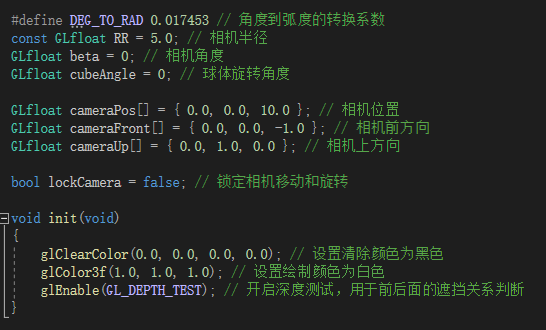 #define DEG_TO_RAD 0.017453 // 角度到弧度的转换系数
const GLfloat RR = 5.0; // 相机半径
GLfloat beta = 0; // 相机角度
GLfloat cubeAngle = 0; // 球体旋转角度
GLfloat cameraPos[] = { 0.0, 0.0, 10.0 }; // 相机位置
GLfloat cameraFront[] = { 0.0, 0.0, -1.0 }; // 相机前方向
GLfloat cameraUp[] = { 0.0, 1.0, 0.0 }; // 相机上方向
bool lockCamera = false; // 锁定相机移动和旋转
void init(void)
{
glClearColor(0.0, 0.0, 0.0, 0.0); // 设置清除颜色为黑色
glColor3f(1.0, 1.0, 1.0); // 设置绘制颜色为白色
glEnable(GL_DEPTH_TEST); // 开启深度测试，用于前后面的遮挡关系判断
}